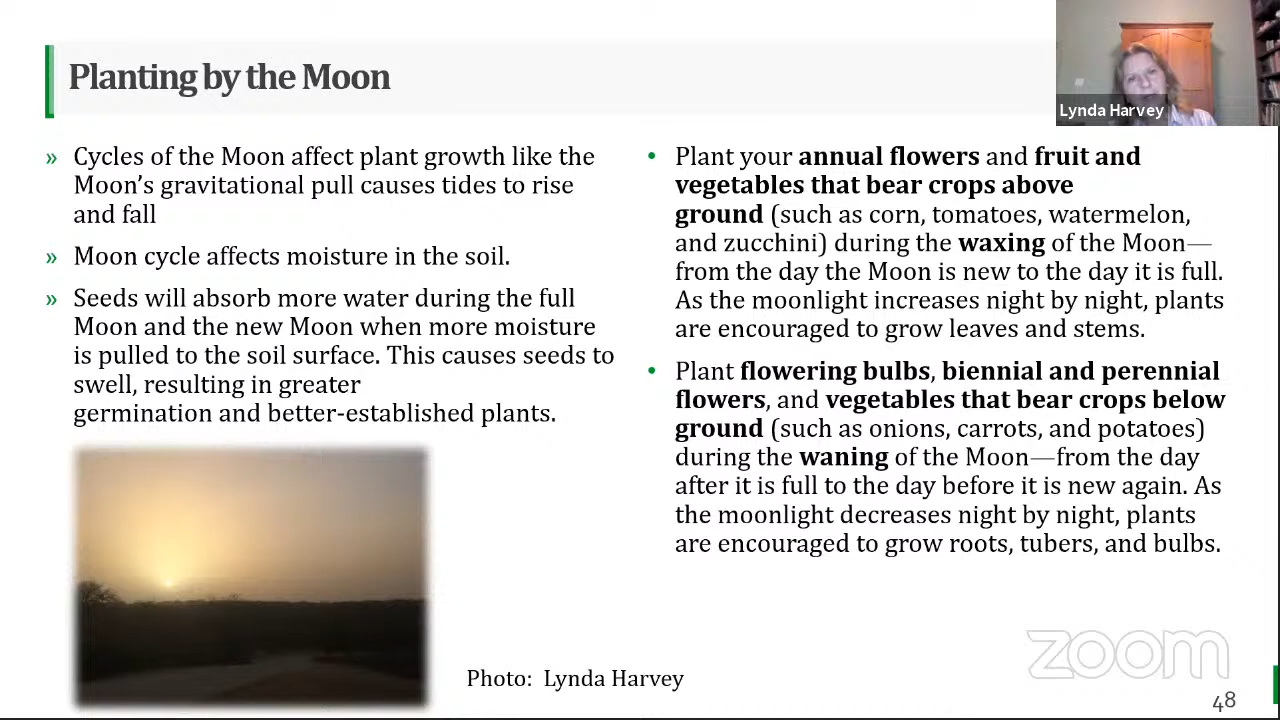 Planting by the Moon
Lynda Harvey
» Cycles of the Moon affect plant growth like the
Moon’s gravitational pull causes tides to rise
and fall
» Moon cycle affects moisture in the soil.
» Seeds will absorb more water during the full
Moon and the new Moon when more moisture
is pulled to the soil surface. This causes seeds to
swell, resulting in greater
germination and better-established plants.
• Plant your annual flowers and fruit and
vegetables that bear crops above
ground (such as corn, tomatoes, watermelon,
and zucchini) during the waxing of the Moon—
from the day the Moon is new to the day it is full.
As the moonlight increases night by night, plants
are encouraged to grow leaves and stems.
• Plant flowering bulbs, biennial and perennial
flowers, and vegetables that bear crops below
ground (such as onions, carrots, and potatoes)
during the waning of the Moon—from the day
after it is full to the day before it is new again. As
the moonlight decreases night by night, plants
are encouraged to grow roots, tubers, and bulbs.
Photo:  Lynda Harvey
zoom
48